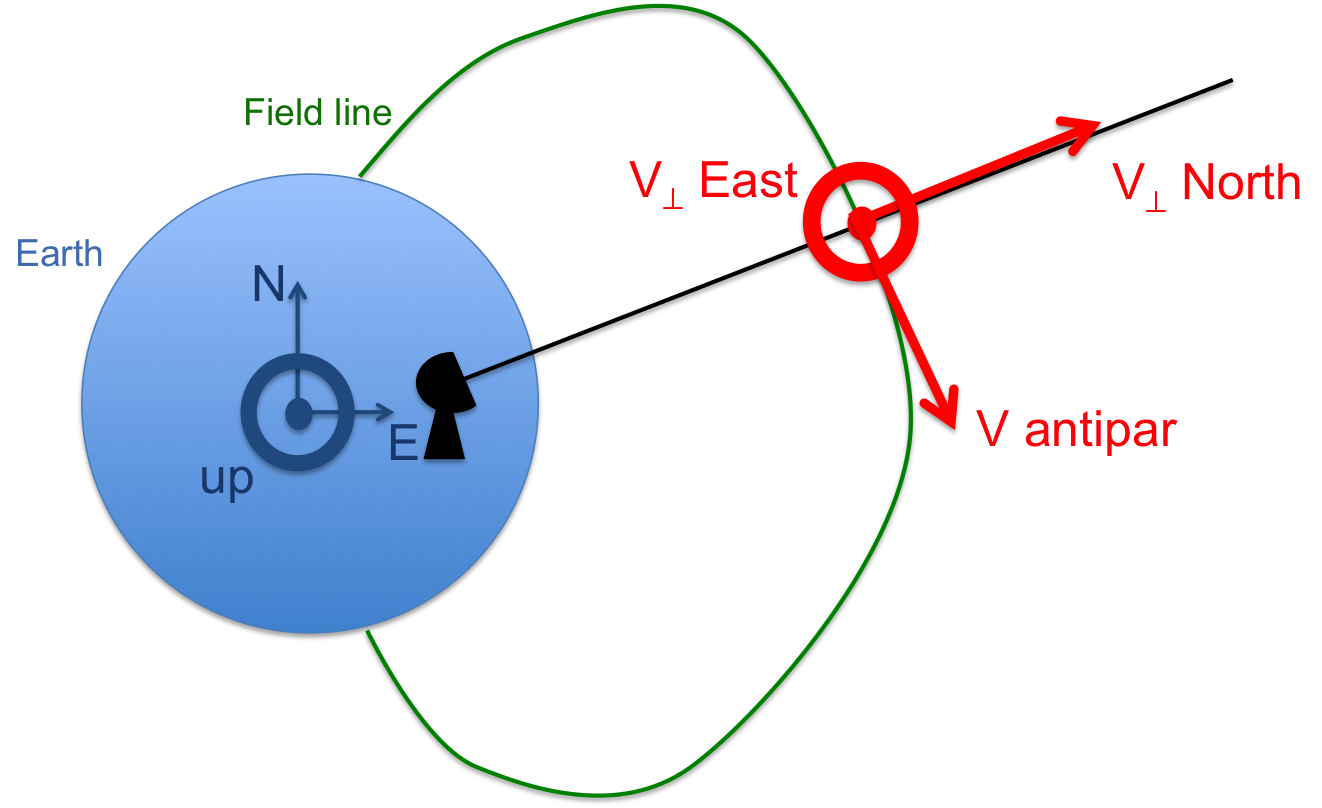 Field line
V⊥ East
V⊥ North
Earth
N
E
up
V antipar